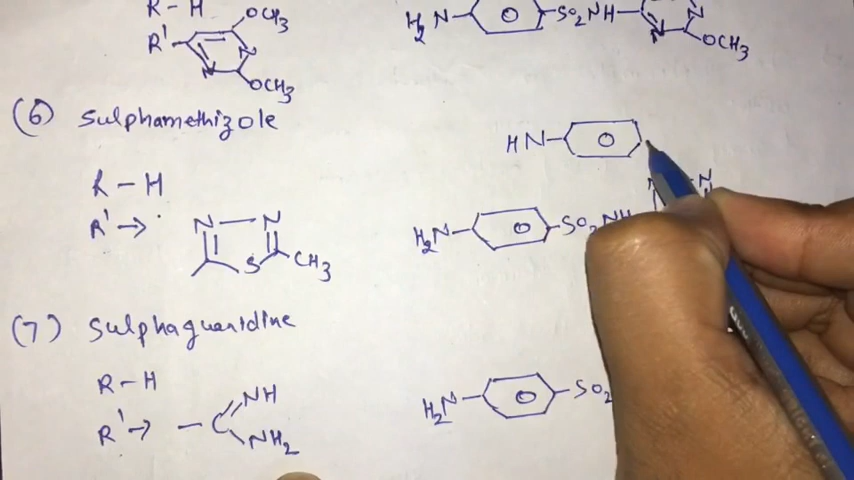 R-H
OCH3
R'
N
N
OCH3
H2N- SO2NH-
N
N
OCH3
(6) Sulphamethizole
HN-
R-H
R' →
N N
S
CH3
H2N- SO2NH
N
(7) Sulphaguanidine
R-H
R' → -C
NH
NH2
H2N- SO2